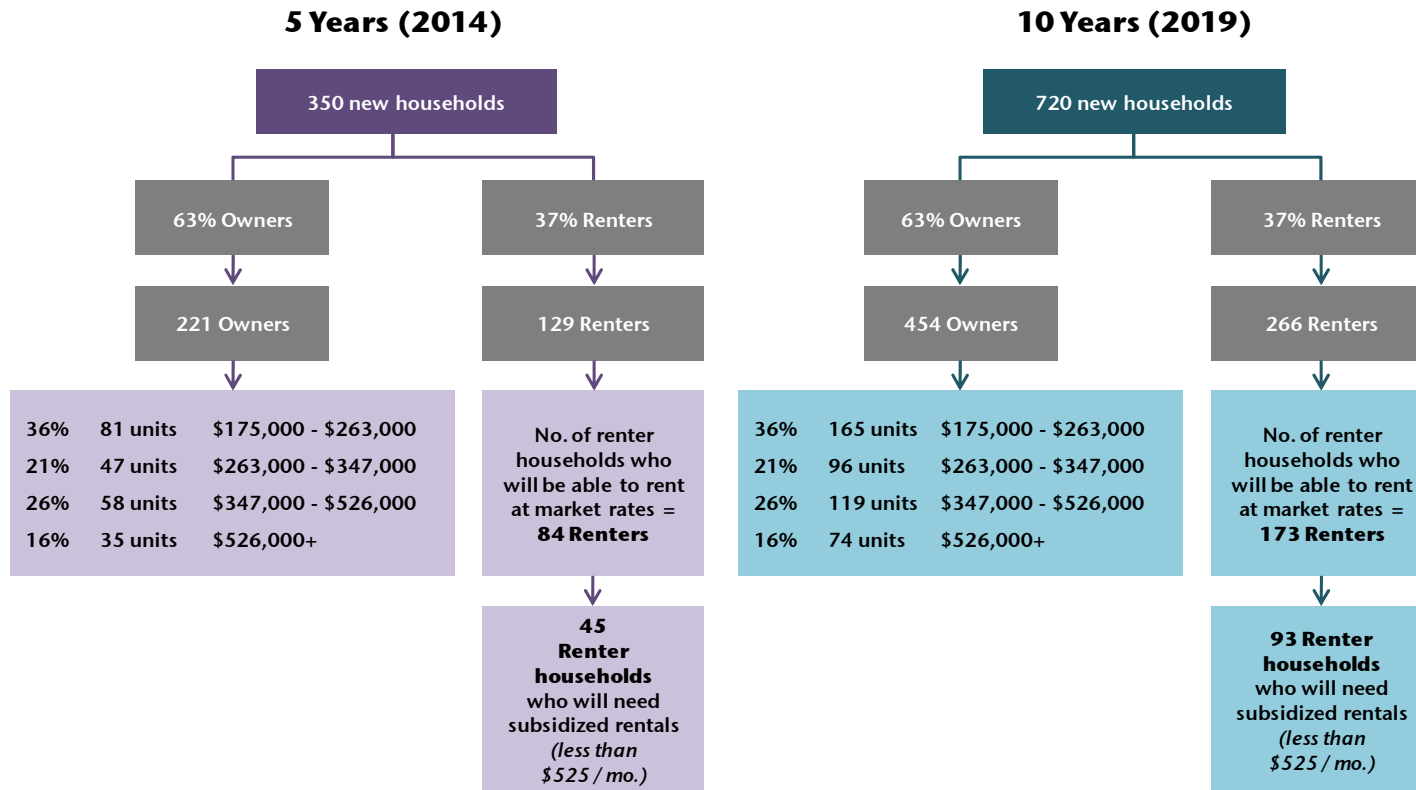 5 Years (2014)
350 new households
63% Owners
37% Renters
221 Owners
129 Renters
36% 81 units $175,000 - $263,000
21% 47 units $263,000 - $347,000
26% 58 units $347,000 - $526,000
16% 35 units $526,000+
No. of renter
households who
will be able to rent
at market rates =
84 Renters
45
Renter
households
who will need
subsidized rentals
(less than
$525 / mo.)
10 Years (2019)
720 new households
63% Owners
37% Renters
454 Owners
266 Renters
36% 165 units $175,000 - $263,000
21% 96 units $263,000 - $347,000
26% 119 units $347,000 - $526,000
16% 74 units $526,000+
No. of renter
households who
will be able to rent
at market rates =
173 Renters
93 Renter
households
who will need
subsidized rentals
(less than
$525 / mo.)